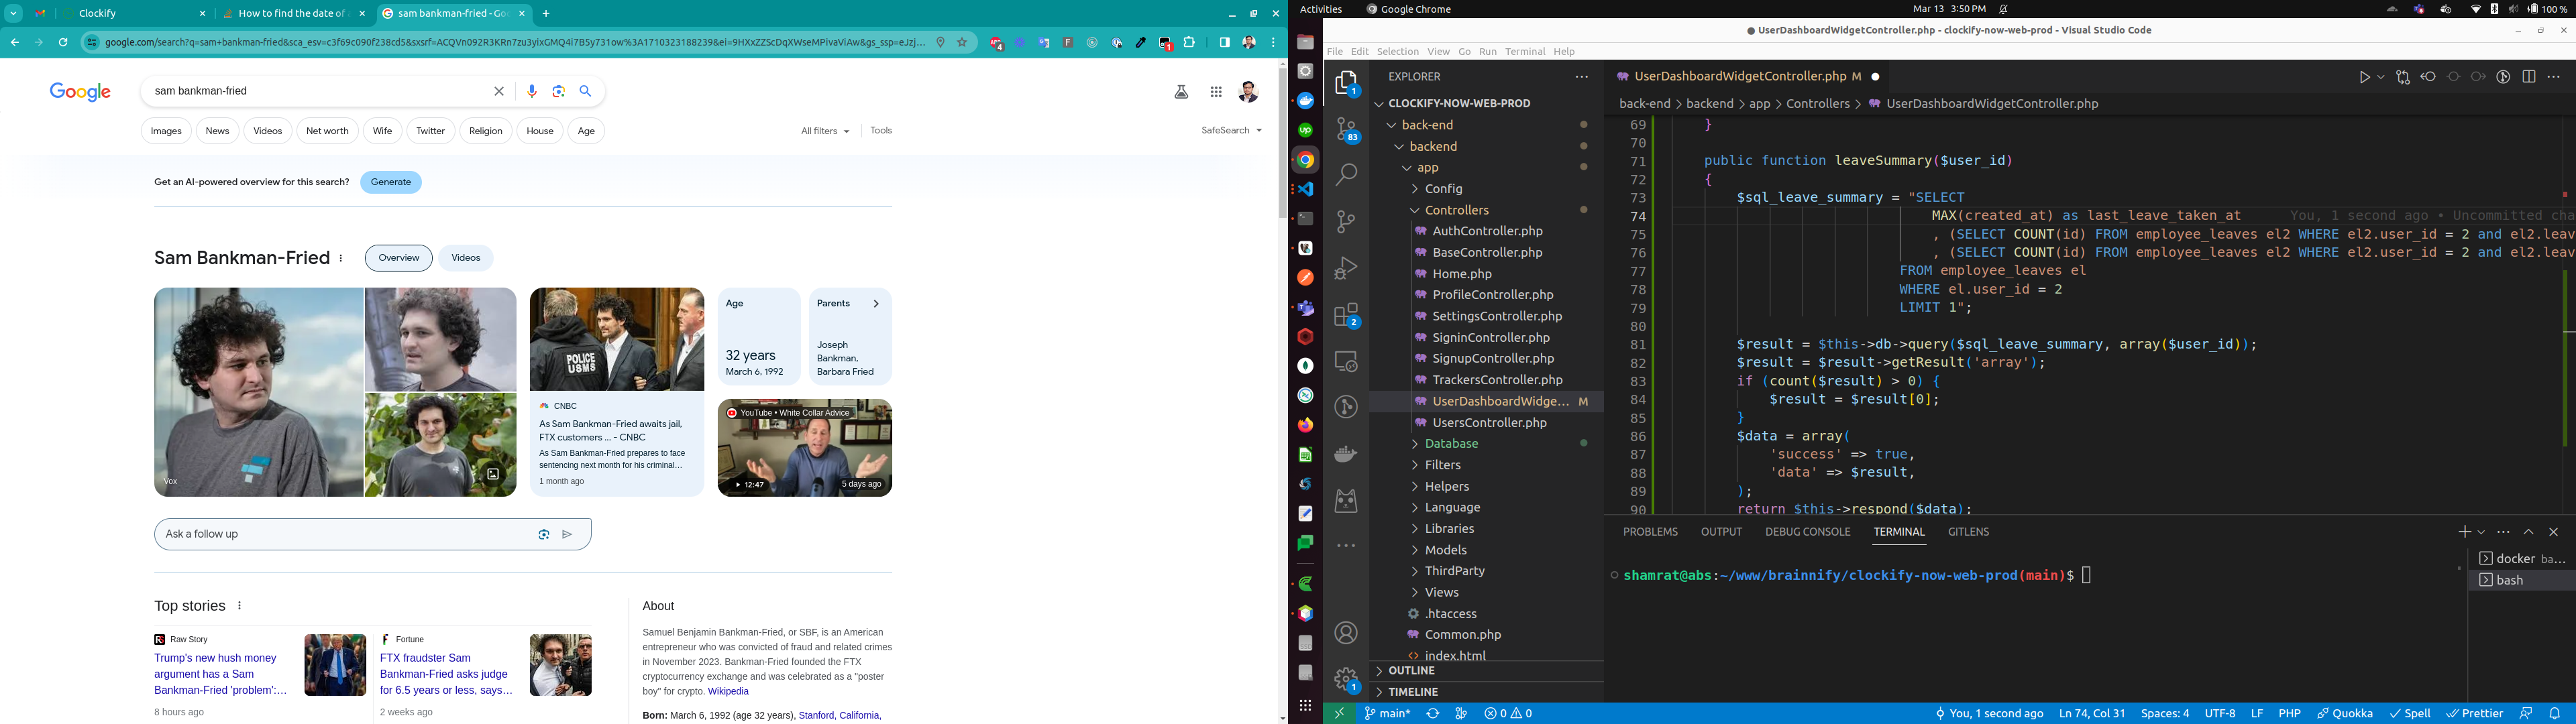 Clockify
How to find the date of
sam bankman-fried - Goo
google.com/search?q=sam+bankman-fried&sca_esv=c3f69c090f238cd5&sxsrf=ACQVn092R3KRn7zu3yixGMQ4i7B5y731ow%3A1710323188239&ei=9HXxZZScDqXWseMPivaViAw&gs_ssp=eJzj...
Google
sam bankman-fried
Images
News
Videos
Net worth
Wife
Twitter
Religion
House
Age
All filters
Tools
SafeSearch
Get an AI-powered overview for this search?
Generate
Sam Bankman-Fried
Overview
Videos
Vox
POLICE
USMS
CNBC
As Sam Bankman-Fried awaits jail,
FTX customers ... - CNBC
As Sam Bankman-Fried prepares to face
sentencing next month for his criminal...
1 month ago
Age
32 years
March 6, 1992
Parents
Joseph
Bankman,
Barbara Fried
YouTube • White Collar Advice
12:47
5 days ago
Ask a follow up
Top stories
Raw Story
Trump's new hush money
argument has a Sam
Bankman-Fried 'problem':...
8 hours ago
Fortune
FTX fraudster Sam
Bankman-Fried asks judge
for 6.5 years or less, says...
2 weeks ago
About
Samuel Benjamin Bankman-Fried, or SBF, is an American
entrepreneur who was convicted of fraud and related crimes
in November 2023. Bankman-Fried founded the FTX
cryptocurrency exchange and was celebrated as a "poster
boy" for crypto. Wikipedia
Born: March 6, 1992 (age 32 years), Stanford, California,
Activities
Google Chrome
Mar 13 3:50 PM
100 %
UserDashboardWidgetController.php - clockify-now-web-prod - Visual Studio Code
File Edit Selection View Go Run Terminal Help
EXPLORER
CLOCKIFY-NOW-WEB-PROD
back-end
backend
app
Config
Controllers
AuthController.php
BaseController.php
Home.php
ProfileController.php
SettingsController.php
SigninController.php
SignupController.php
TrackersController.php
UserDashboardWidge... M
UsersController.php
Database
Filters
Helpers
Language
Libraries
Models
ThirdParty
Views
.htaccess
Common.php
index.html
OUTLINE
TIMELINE
UserDashboardWidgetController.php M
back-end > backend > app > Controllers > UserDashboardWidgetController.php
69 }
70
71 public function leaveSummary($user_id)
72 {
73 $sql_leave_summary = "SELECT
74 MAX(created_at) as last_leave_taken_at You, 1 second ago • Uncommitted cha
75 , (SELECT COUNT(id) FROM employee_leaves el2 WHERE el2.user_id = 2 and el2.leav
76 , (SELECT COUNT(id) FROM employee_leaves el2 WHERE el2.user_id = 2 and el2.leav
77 FROM employee_leaves el
78 WHERE el.user_id = 2
79 LIMIT 1";
80
81 $result = $this->db->query($sql_leave_summary, array($user_id));
82 $result = $result->getResult('array');
83 if (count($result) > 0) {
84 $result = $result[0];
85 }
86 $data = array(
87 'success' => true,
88 'data' => $result,
89 );
90 return $this->respond($data);
PROBLEMS OUTPUT DEBUG CONSOLE TERMINAL GITLENS
shamrat@abs:~/www/brainnify/clockify-now-web-prod(main)$
docker ba...
bash
main*
0 0
You, 1 second ago
Ln 74, Col 31
Spaces: 4
UTF-8
LF
PHP
Quokka
Spell
Prettier